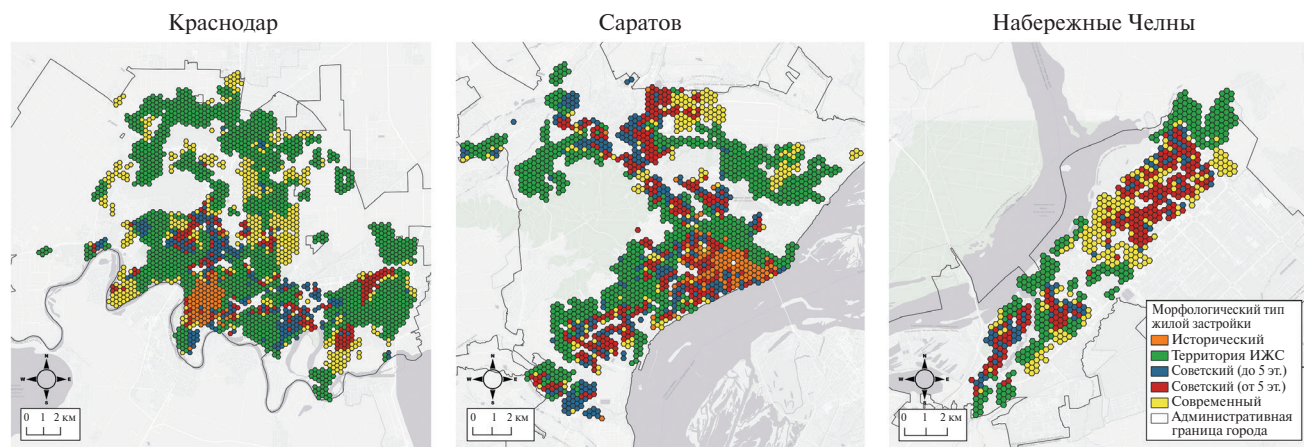 Краснодар
Саратов
Набережные Челны
N
W E
S
0 1 2 км
N
W E
S
0 1 2 км
N
W E
S
0 1 2 км
Морфологический тип
жилой застройки
Исторический
Территория ИЖС
Советский (до 5 эт.)
Советский (от 5 эт.)
Современный
Административная
граница города